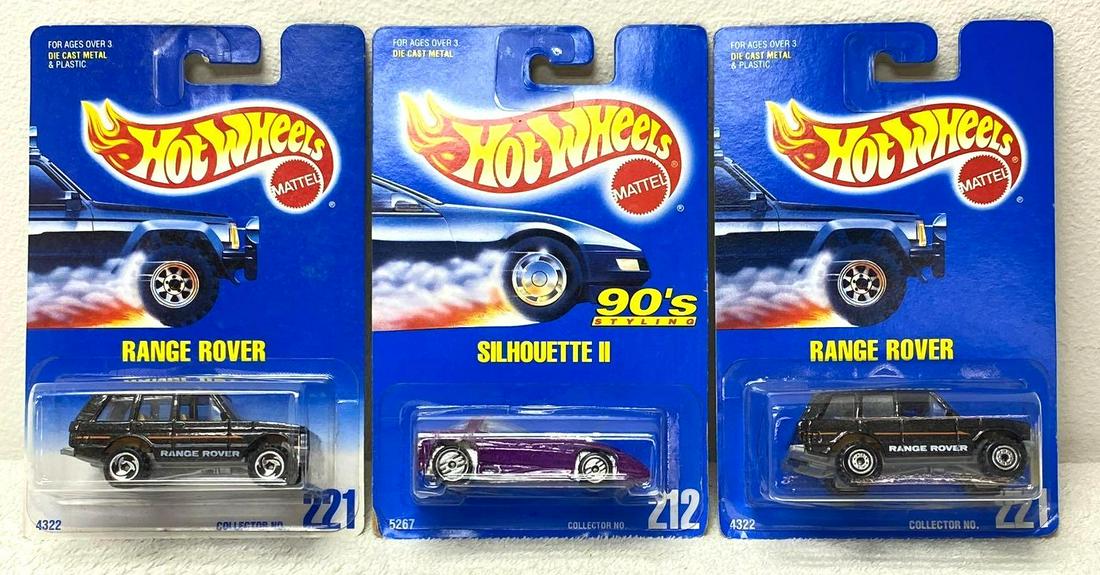 FOR AGES OVER 3
DIE CAST METAL
& PLASTIC
HOT WHEELS
MATTEL
®
RANGE ROVER
RANGE ROVER
4322
COLLECTOR NO.
221
FOR AGES OVER 3
DIE CAST METAL
HOT WHEELS
®
MATTEL
®
90's
STYLING
SILHOUETTE II
5267
COLLECTOR NO.
212
FOR AGES OVER 3
DIE CAST METAL
& PLASTIC
HOT WHEELS
®
MATTEL
®
RANGE ROVER
RANGE ROVER
4322
COLLECTOR NO.
221